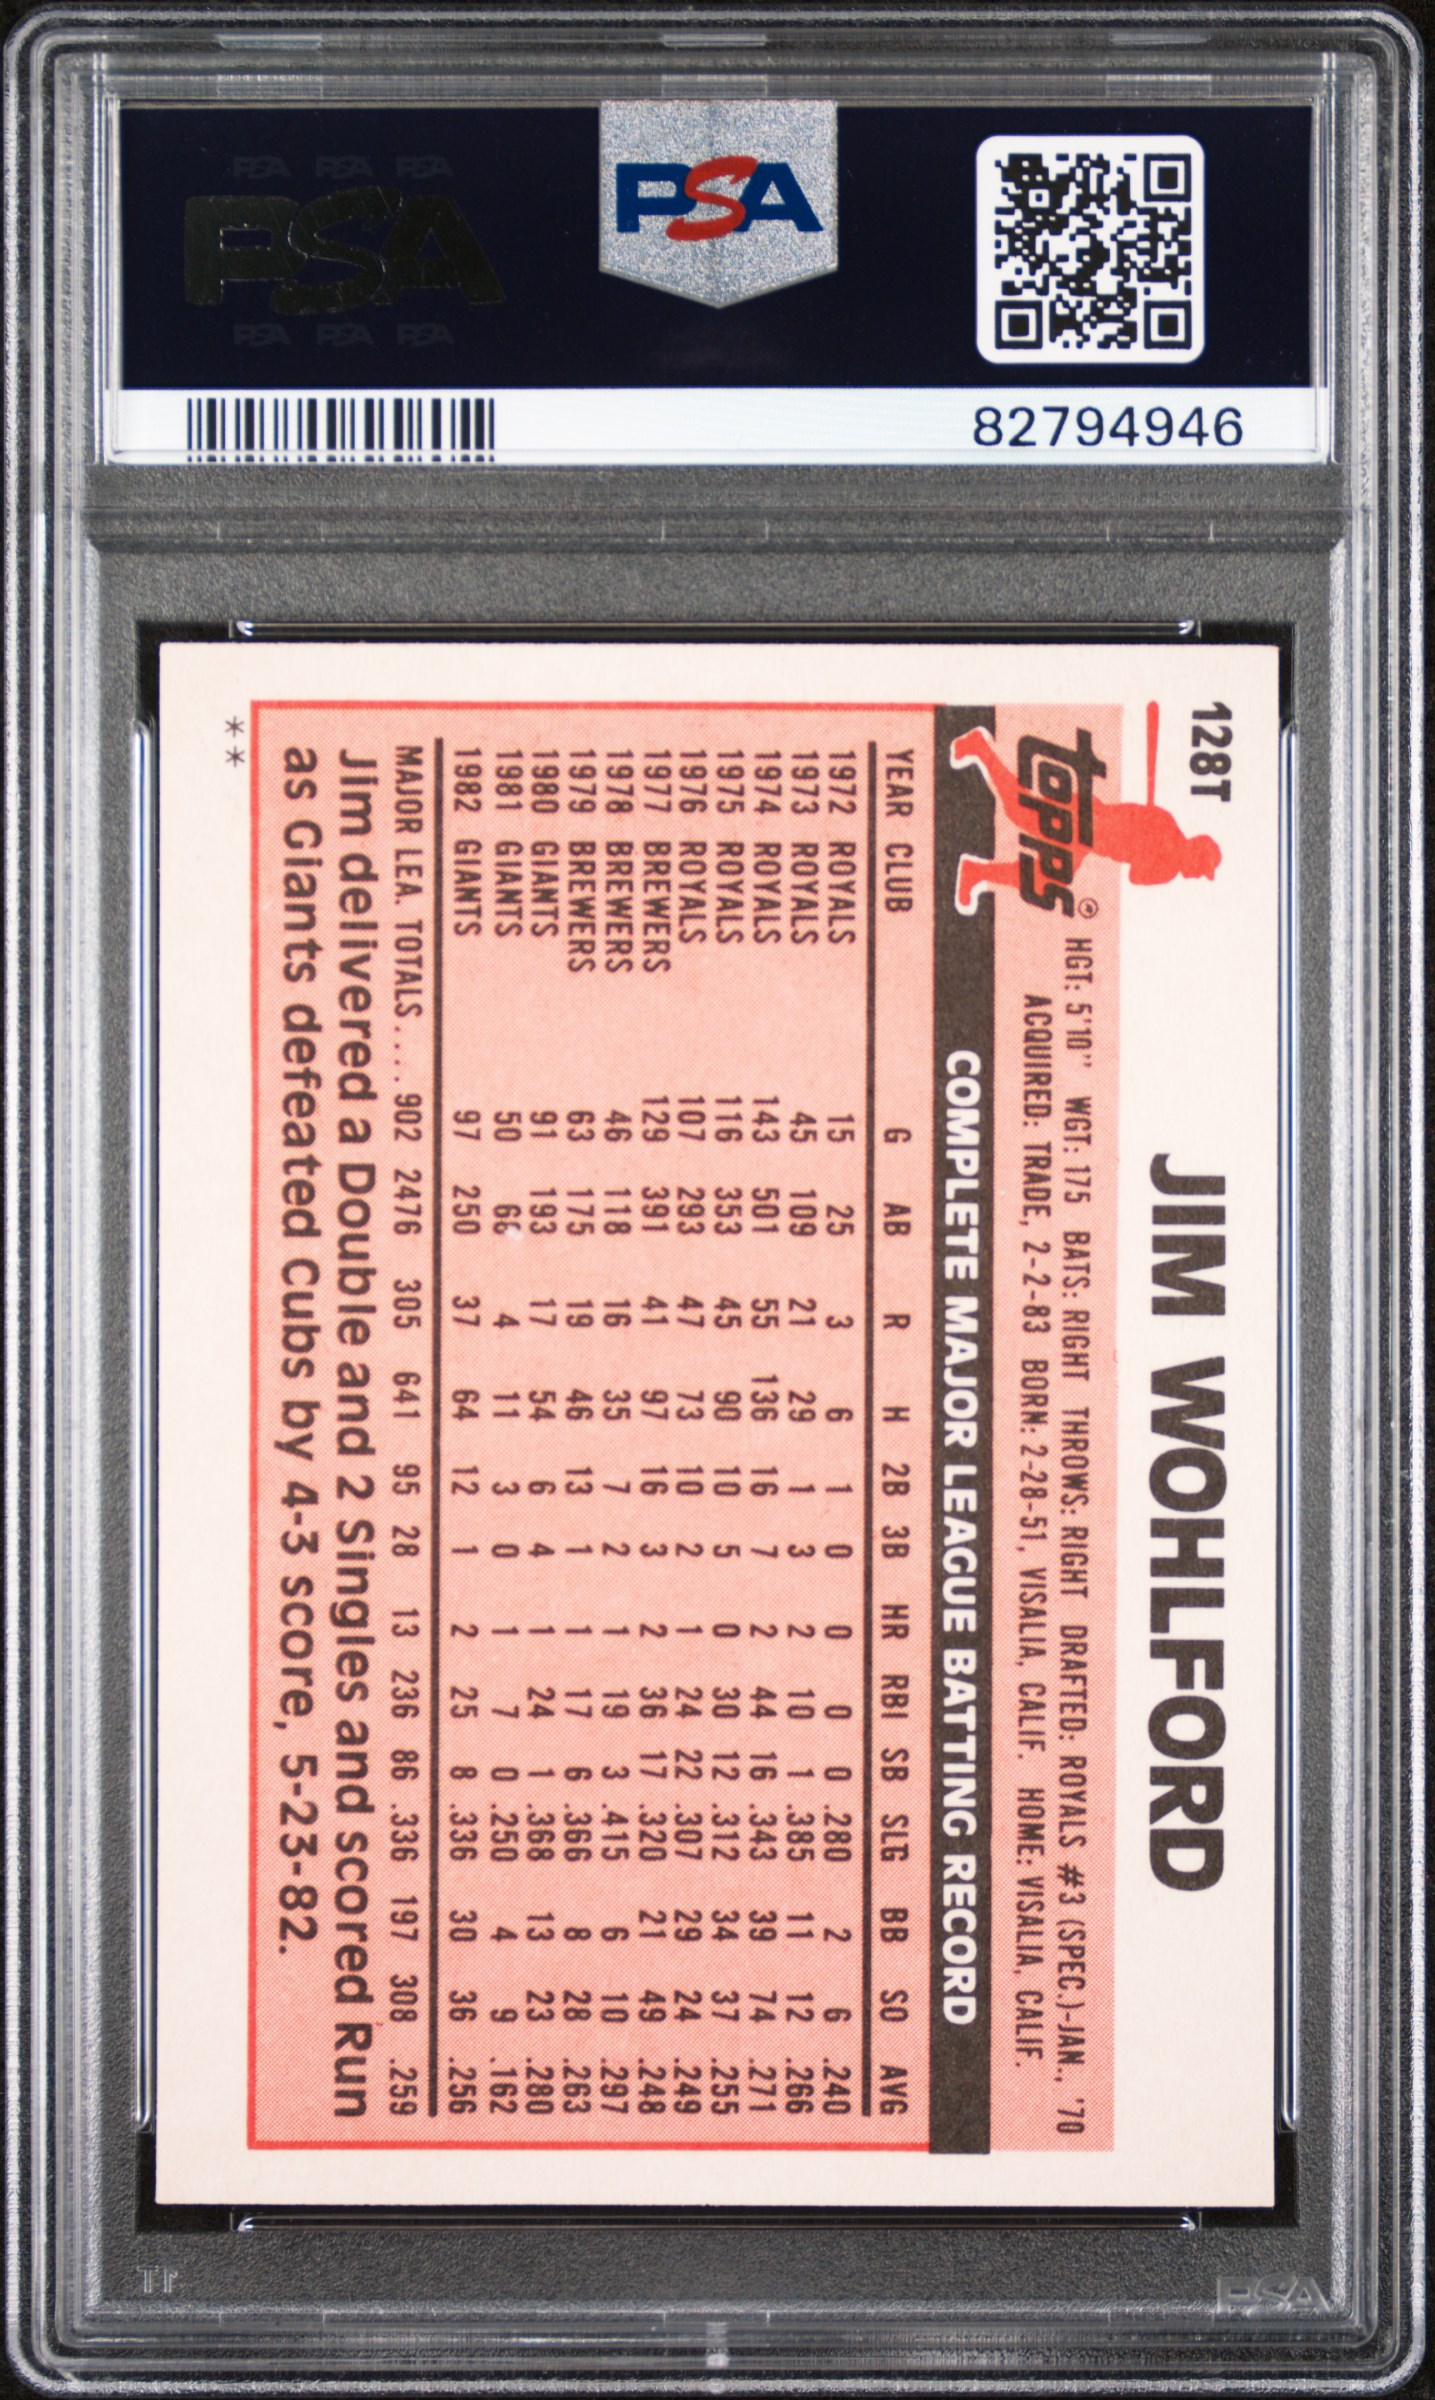 PSA PSA PSA
PSA
PSA PSA PSA
PSA
82794946
128T
JIM WOHLFORD
topps®
HGT: 5'10" WGT: 175 BATS: RIGHT THROWS: RIGHT DRAFTED: ROYALS #3 (SPEC.)-JAN., '70
ACQUIRED: TRADE, 2-2-83 BORN: 2-28-51, VISALIA, CALIF. HOME: VISALIA, CALIF.
COMPLETE MAJOR LEAGUE BATTING RECORD
YEAR CLUB G AB R H 2B 3B HR RBI SB SLG BB SO AVG
1972 ROYALS 15 25 3 6 1 0 0 0 0 .280 2 6 .240
1973 ROYALS 45 109 21 29 1 3 2 10 1 .385 11 12 .266
1974 ROYALS 143 501 55 136 16 7 2 44 16 .343 39 74 .271
1975 ROYALS 116 353 45 90 10 5 0 30 12 .312 34 37 .255
1976 ROYALS 107 293 47 73 10 2 1 24 22 .307 29 24 .249
1977 BREWERS 129 391 41 97 16 3 2 36 17 .320 21 49 .248
1978 BREWERS 46 118 16 35 7 2 1 19 3 .415 6 10 .297
1979 BREWERS 63 175 19 46 13 1 1 17 6 .366 8 28 .263
1980 GIANTS 91 193 17 54 6 4 1 24 1 .368 13 23 .280
1981 GIANTS 50 68 4 11 3 0 1 7 0 .250 4 9 .162
1982 GIANTS 97 250 37 64 12 1 2 25 8 .336 30 36 .256
MAJOR LEA. TOTALS.... 902 2476 305 641 95 28 13 236 86 .336 197 308 .259
Jim delivered a Double and 2 Singles and scored Run
as Giants defeated Cubs by 4-3 score, 5-23-82.
**
PSA